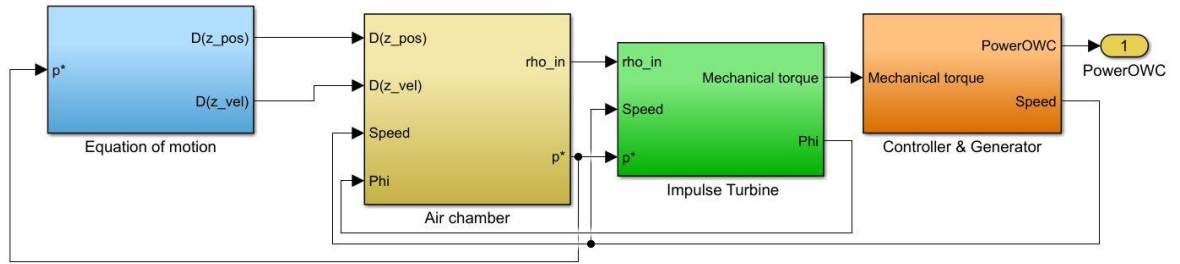 p*
D(z_pos)
D(z_vel)
Equation of motion
D(z_pos)
D(z_vel)
Speed
Phi
rho_in
p*
Air chamber
rho_in
Speed
p*
Mechanical torque
Phi
Impulse Turbine
Mechanical torque
PowerOWC
Speed
Controller & Generator
1
PowerOWC